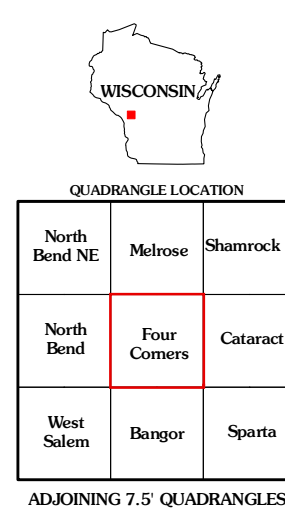 WISCONSIN
QUADRANGLE LOCATION
North
Bend NE
Melrose
Shamrock
North
Bend
Four
Corners
Cataract
West
Salem
Bangor
Sparta
ADJOINING 7.5' QUADRANGLES